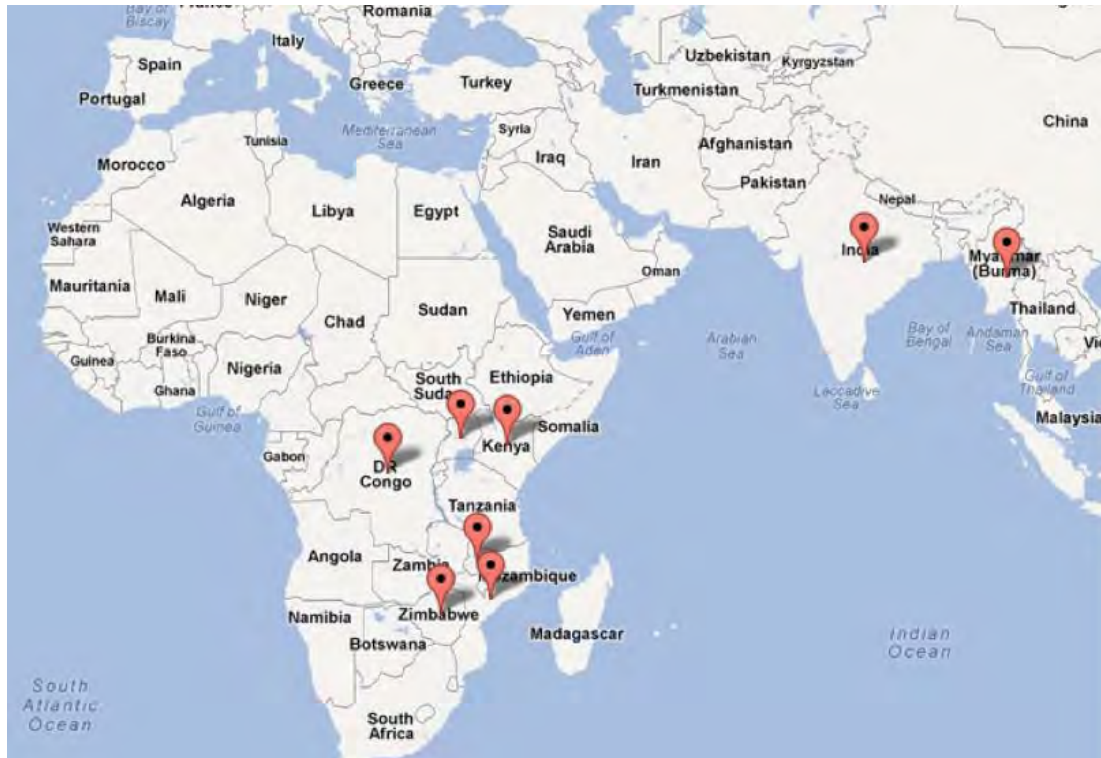 Bay of
Biscay
Romania
Italy
Spain
Portugal
Greece
Turkey
Uzbekistan
Kyrgyzstan
Turkmenistan
China
Mediterranean
Sea
Tunisia
Syria
Iraq
Iran
Afghanistan
Pakistan
Nepal
Morocco
Algeria
Libya
Egypt
Western
Sahara
Saudi
Arabia
Oman
India
Myanmar
(Burma)
Mauritania
Mali
Niger
Chad
Sudan
Yemen
Gulf of
Aden
Arabian
Sea
Bay of
Bengal
Andaman
Sea
Thailand
Vi
Burkina
Faso
Guinea
Ghana
Nigeria
Gulf of
Guinea
South
Sudan
Ethiopia
Somalia
Laccadive
Sea
Gulf of
Thailand
Malaysia
Gabon
DR
Congo
Kenya
Tanzania
Angola
Zambia
Mozambique
Zimbabwe
Namibia
Botswana
Madagascar
Indian
Ocean
South
Atlantic
Ocean
South
Africa